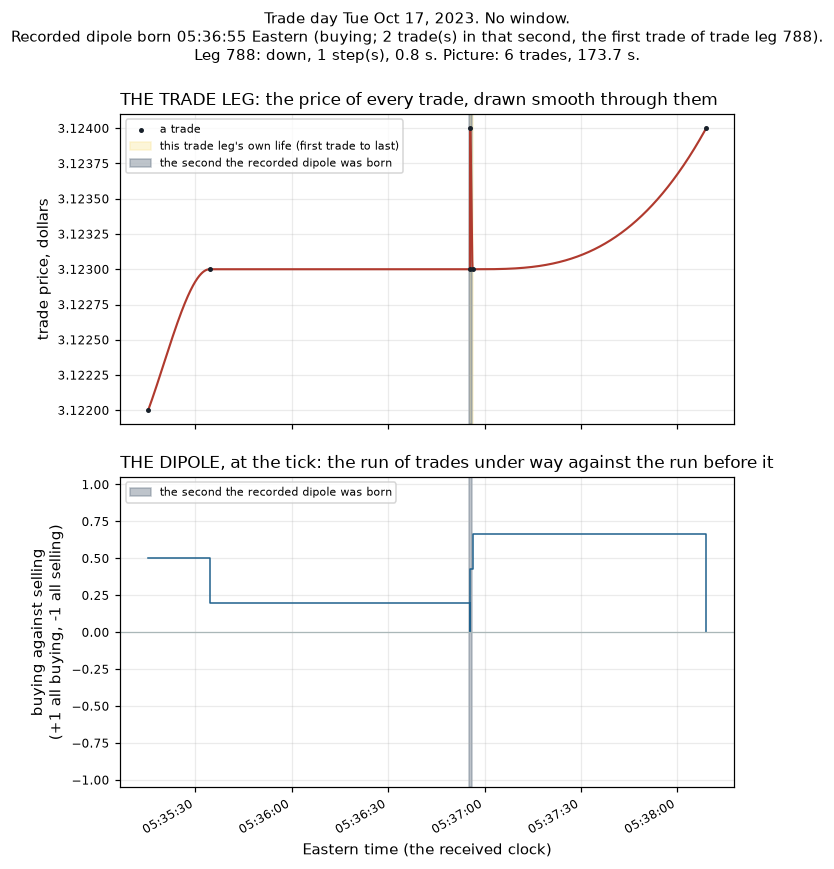 Trade day Tue Oct 17, 2023. No window.
Recorded dipole born 05:36:55 Eastern (buying; 2 trade(s) in that second, the first trade of trade leg 788).
Leg 788: down, 1 step(s), 0.8 s. Picture: 6 trades, 173.7 s.
THE TRADE LEG: the price of every trade, drawn smooth through them
a trade
this trade leg's own life (first trade to last)
the second the recorded dipole was born
trade price, dollars
3.12400
3.12375
3.12350
3.12325
3.12300
3.12275
3.12250
3.12225
3.12200
THE DIPOLE, at the tick: the run of trades under way against the run before it
the second the recorded dipole was born
buying against selling
(+1 all buying, -1 all selling)
1.00
0.75
0.50
0.25
0.00
−0.25
−0.50
−0.75
−1.00
05:35:30
05:36:00
05:36:30
05:37:00
05:37:30
05:38:00
Eastern time (the received clock)